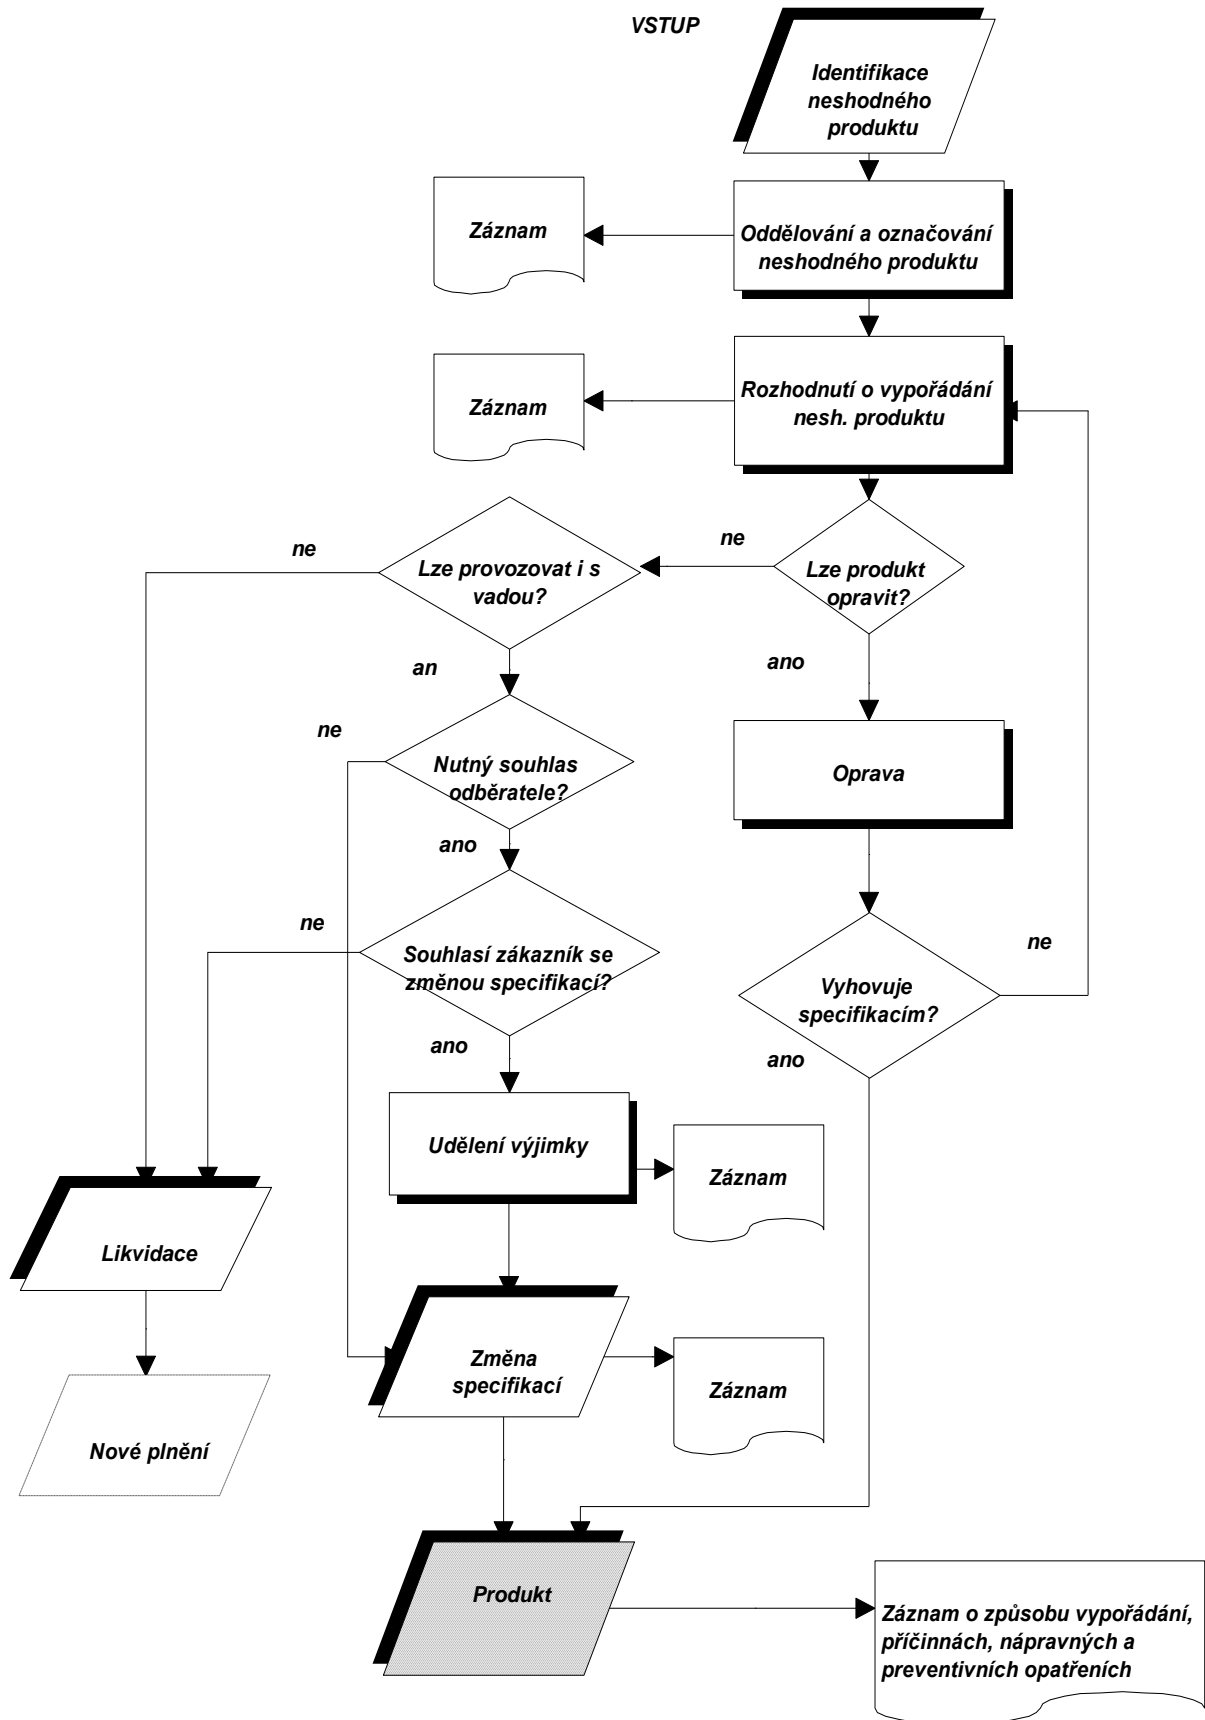 VSTUP
Identifikace
neshodného
produktu
Záznam
Oddělování a označování
neshodného produktu
Záznam
Rozhodnutí o vypořádání
nesh. produktu
ne
ne
Lze provozovat i s
vadou?
Lze produkt
opravit?
an
ano
ne
Nutný souhlas
odběratele?
Oprava
ano
ne
Souhlasí zákazník se
změnou specifikací?
ne
Vyhovuje
specifikacím?
ano
ano
Udělení výjimky
Záznam
Likvidace
Změna
specifikací
Záznam
Nové plnění
Produkt
Záznam o způsobu vypořádání,
příčinnách, nápravných a
preventivních opatřeních